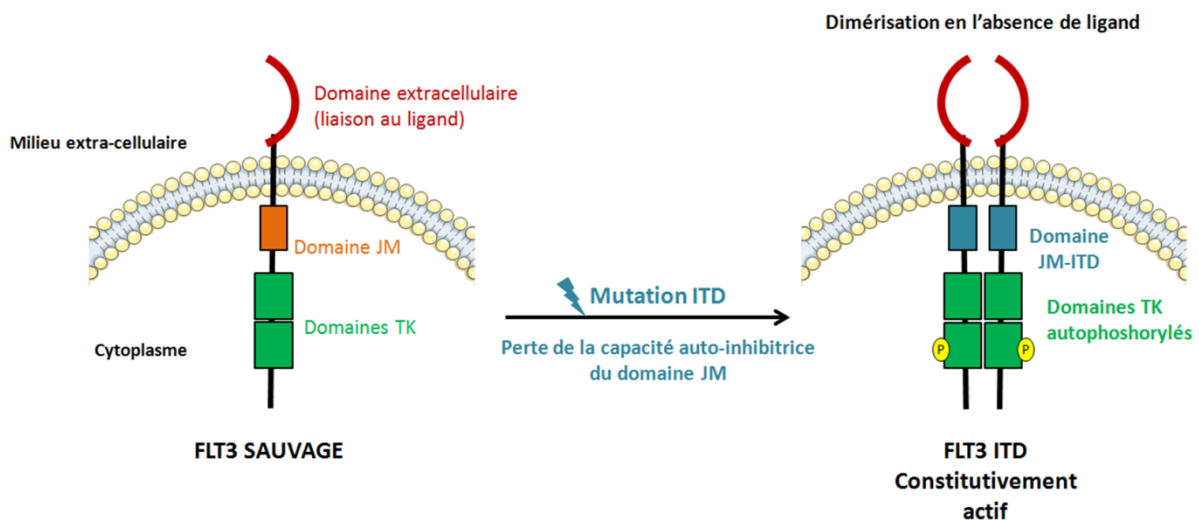 Dimérisation en l'absence de ligand
Domaine extracellulaire
(liaison au ligand)
Milieu extra-cellulaire
Domaine JM
Domaines TK
Cytoplasme
FLT3 SAUVAGE
Mutation ITD
Perte de la capacité auto-inhibitrice
du domaine JM
Domaine
JM-ITD
Domaines TK
autophoshorylés
P
P
FLT3 ITD
Constitutivement
actif